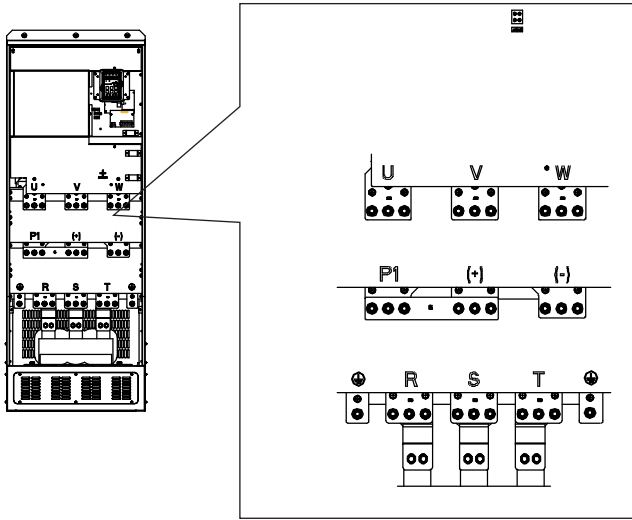 U V W
P1 (+) (-)
R S T
U V W
P1 (+) (-)
R S T